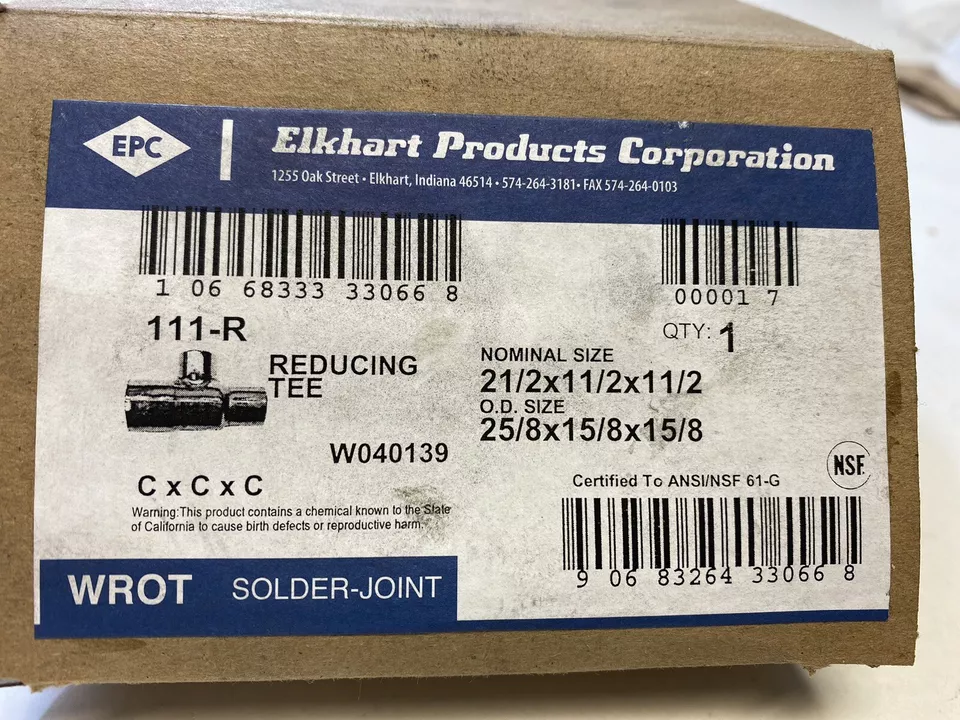 EPC
Elkhart Products Corporation
1255 Oak Street • Elkhart, Indiana 46514 • 574-264-3181 • FAX 574-264-0103
1 06 68333 33066 8
00001 7
111-R
QTY: 1
REDUCING
TEE
NOMINAL SIZE
21/2x11/2x11/2
O.D. SIZE
25/8x15/8x15/8
W040139
C x C x C
Warning:This product contains a chemical known to the State
of California to cause birth defects or reproductive harm.
Certified To ANSI/NSF 61-G
NSF
9 06 83264 33066 8
WROT SOLDER-JOINT